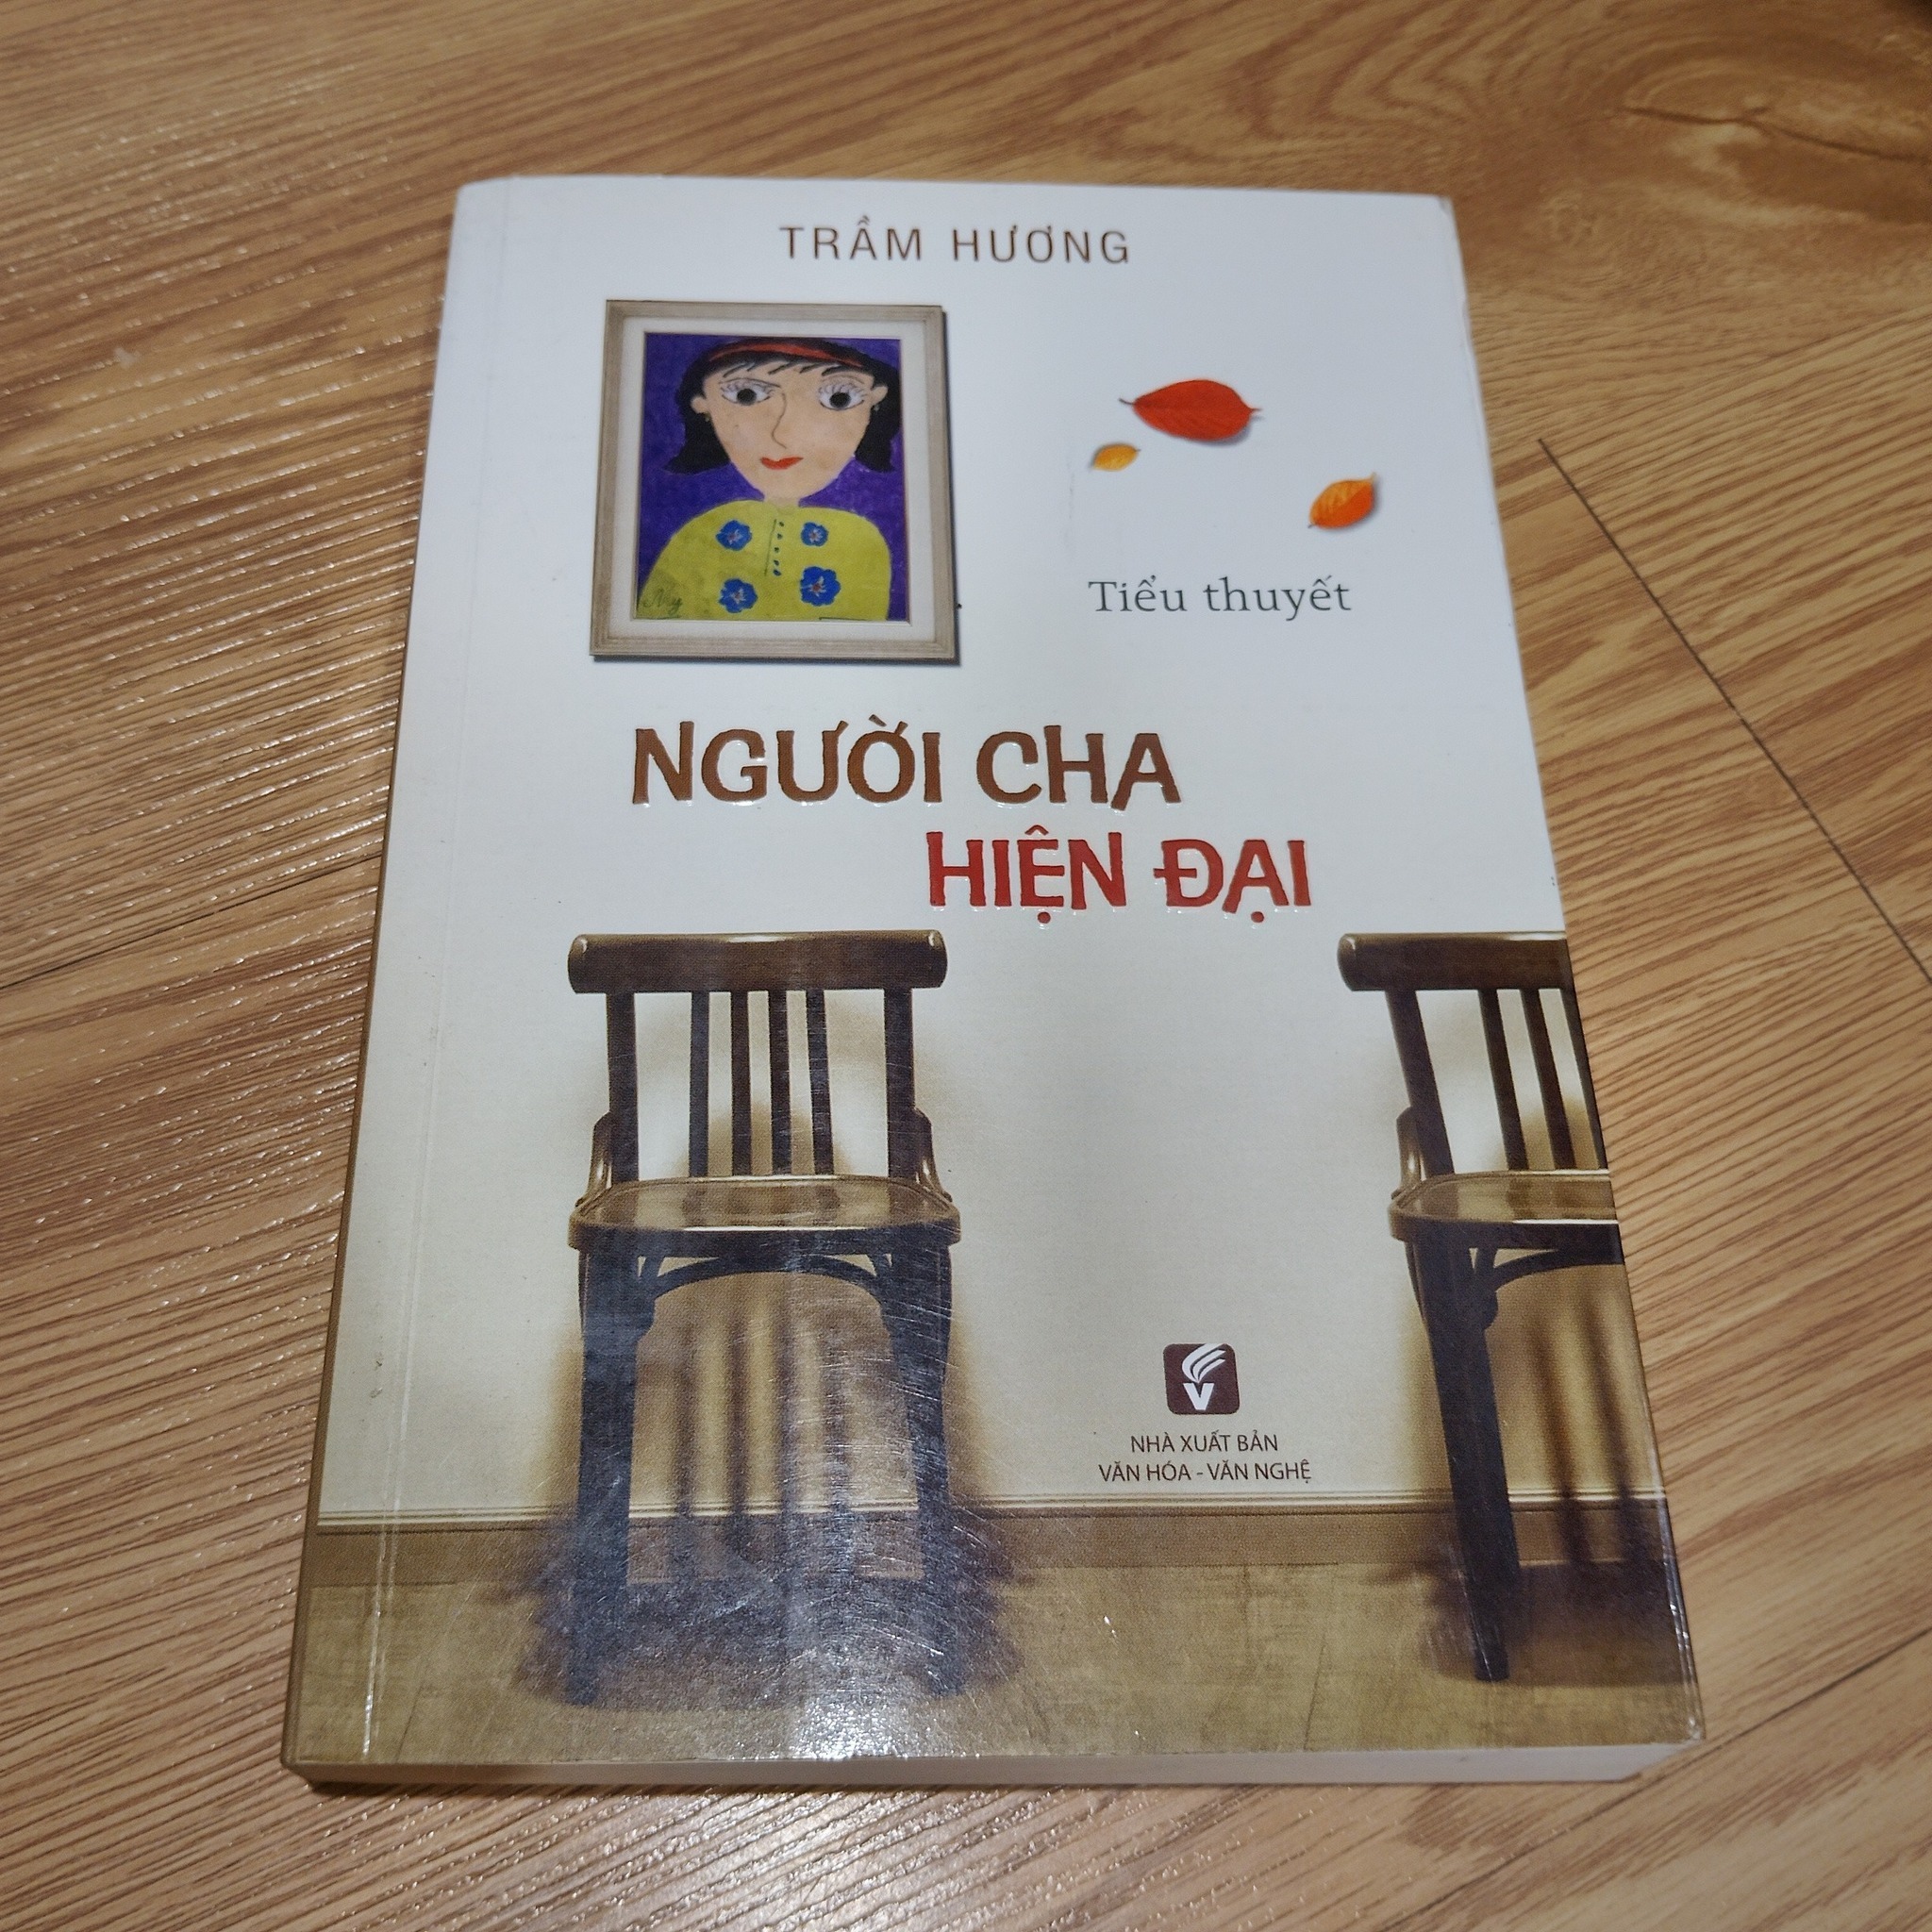 TRẦM HƯƠNG
Tiểu thuyết
NGƯỜI CHA
HIỆN ĐẠI
NHÀ XUẤT BẢN
VĂN HÓA - VĂN NGHỆ